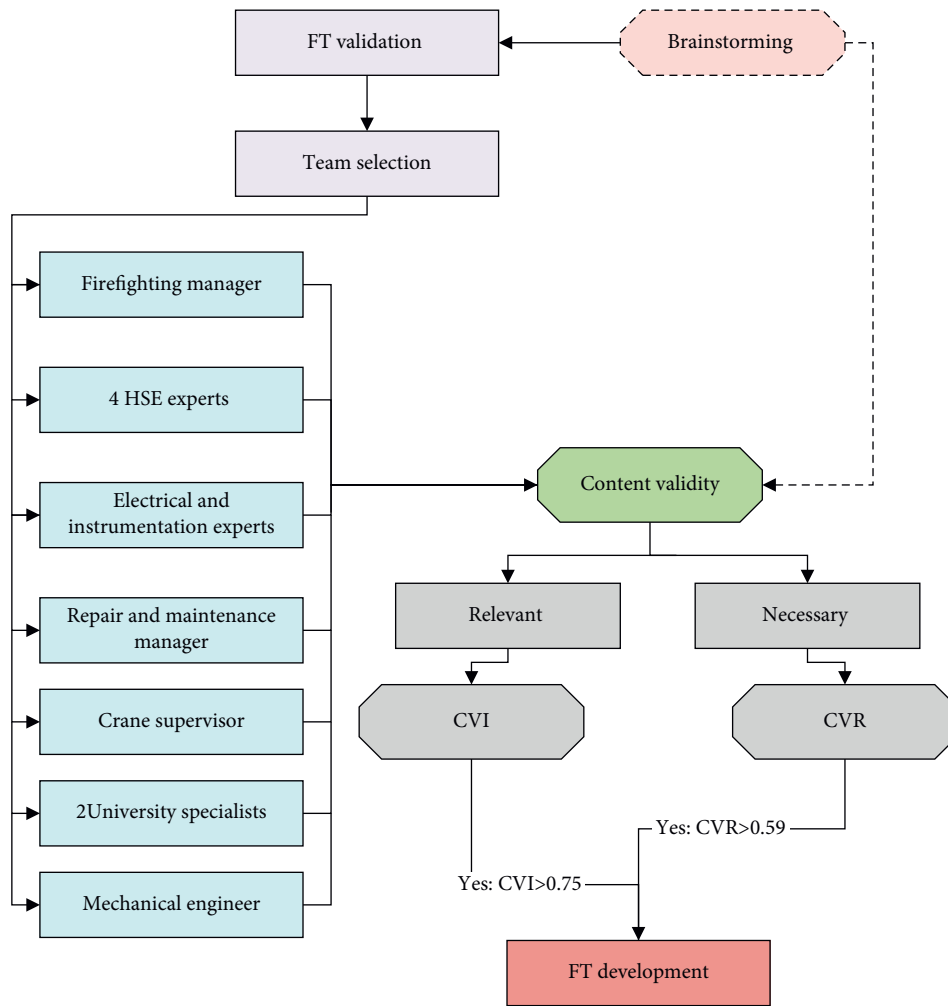 FT validation
Brainstorming
Team selection
Firefighting manager
4 HSE experts
Electrical and
instrumentation experts
Repair and maintenance
manager
Crane supervisor
2University specialists
Mechanical engineer
Content validity
Relevant
Necessary
CVI
CVR
Yes: CVR>0.59
Yes: CVI>0.75
FT development